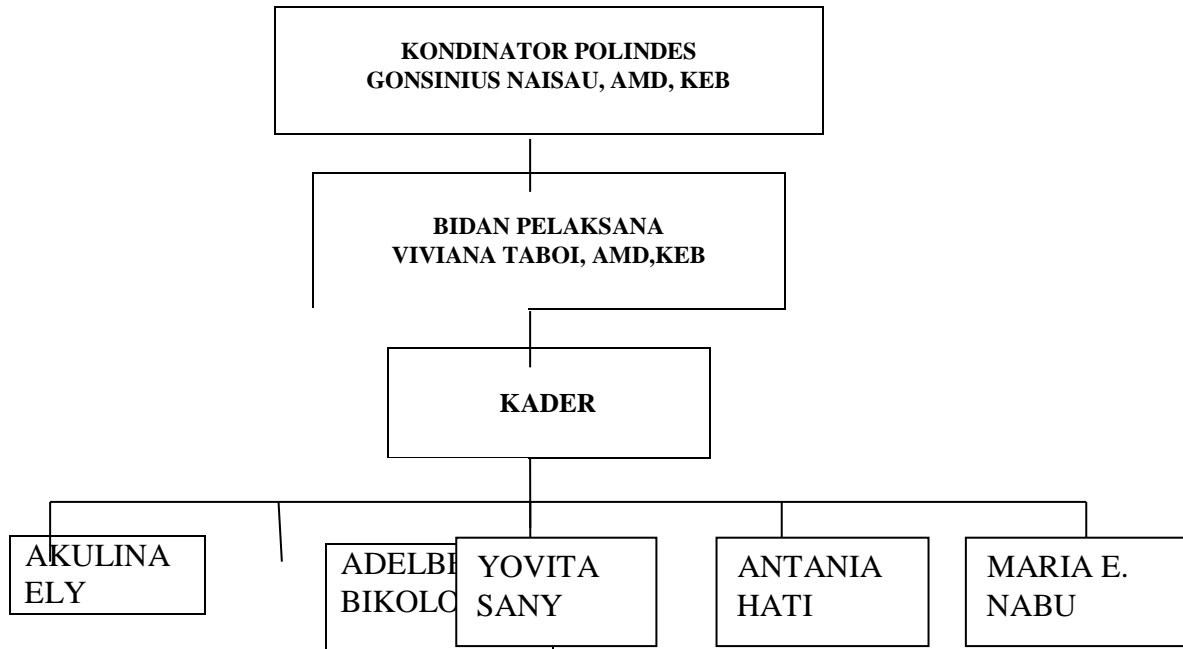 KONDINATOR POLINDES
GONSINIUS NAISAU, AMD, KEB
BIDAN PELAKSANA
VIVIANA TABOI, AMD,KEB
KADER
AKULINA
ELY
YOVITA
SANY
ANTANIA
HATI
MARIA E.
NABU